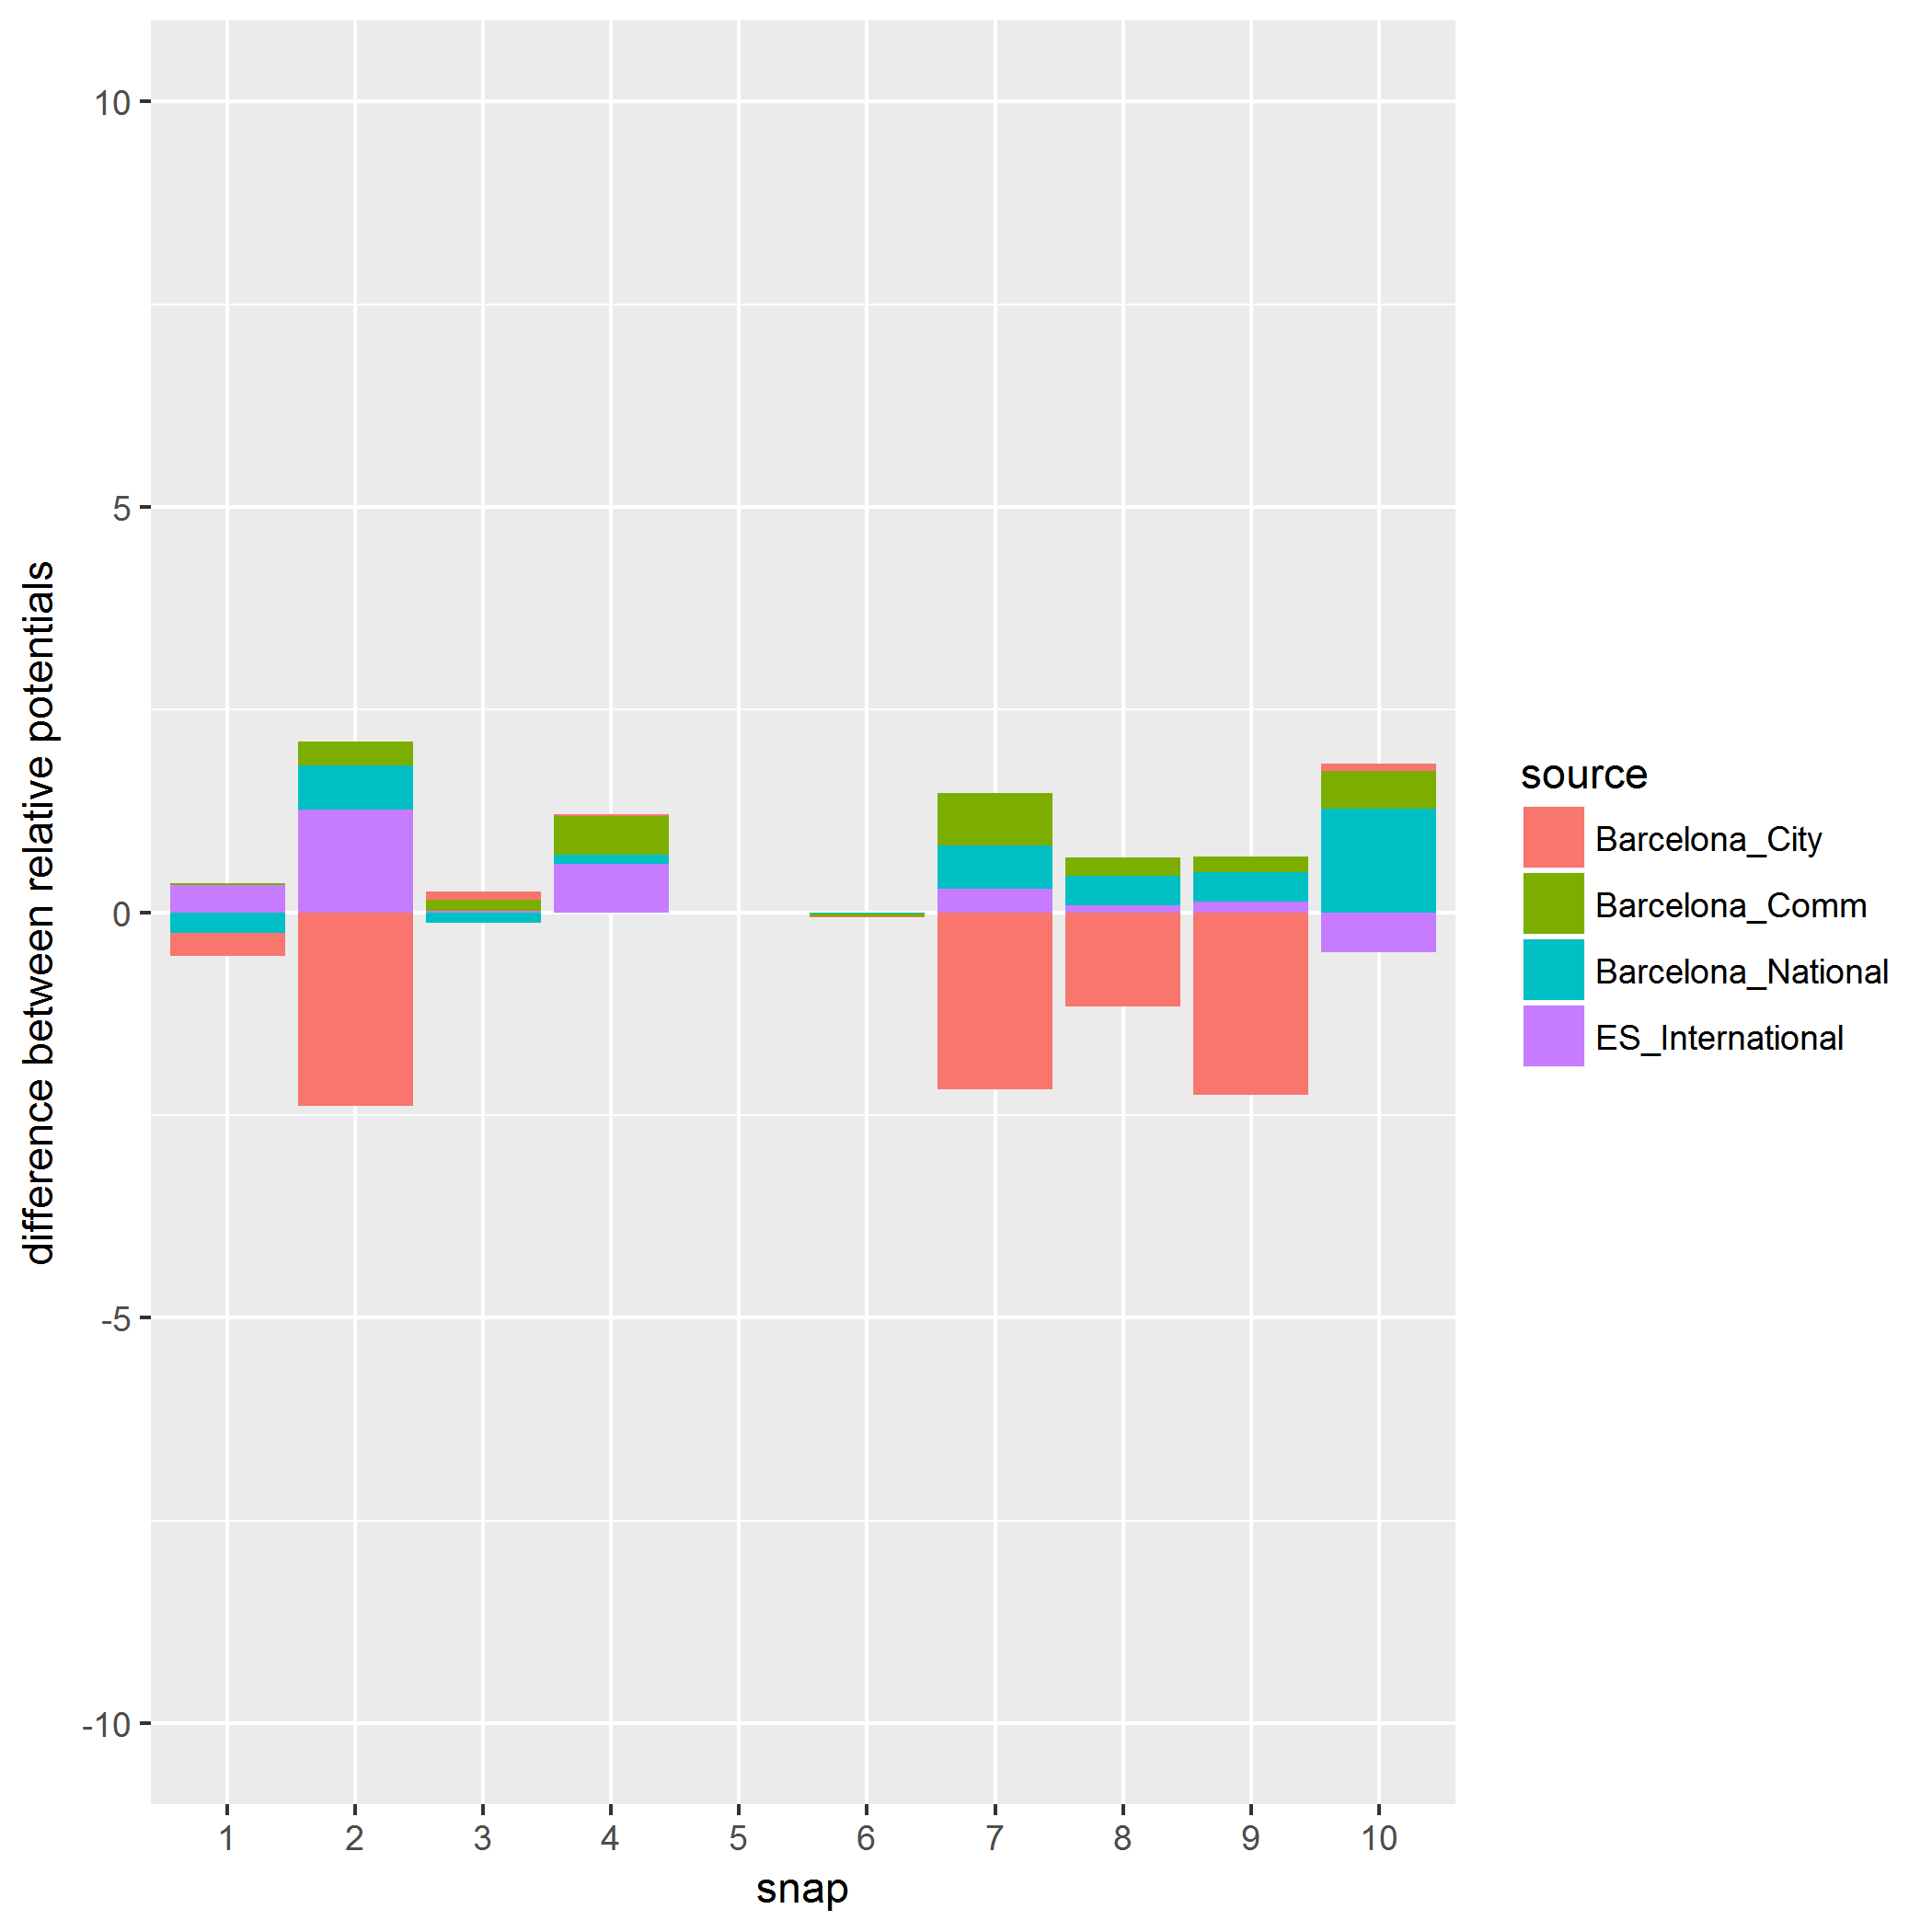 difference between relative potentials
10
5
0
-5
-10
1 2 3 4 5 6 7 8 9 10
snap
source
Barcelona_City
Barcelona_Comm
Barcelona_National
ES_International